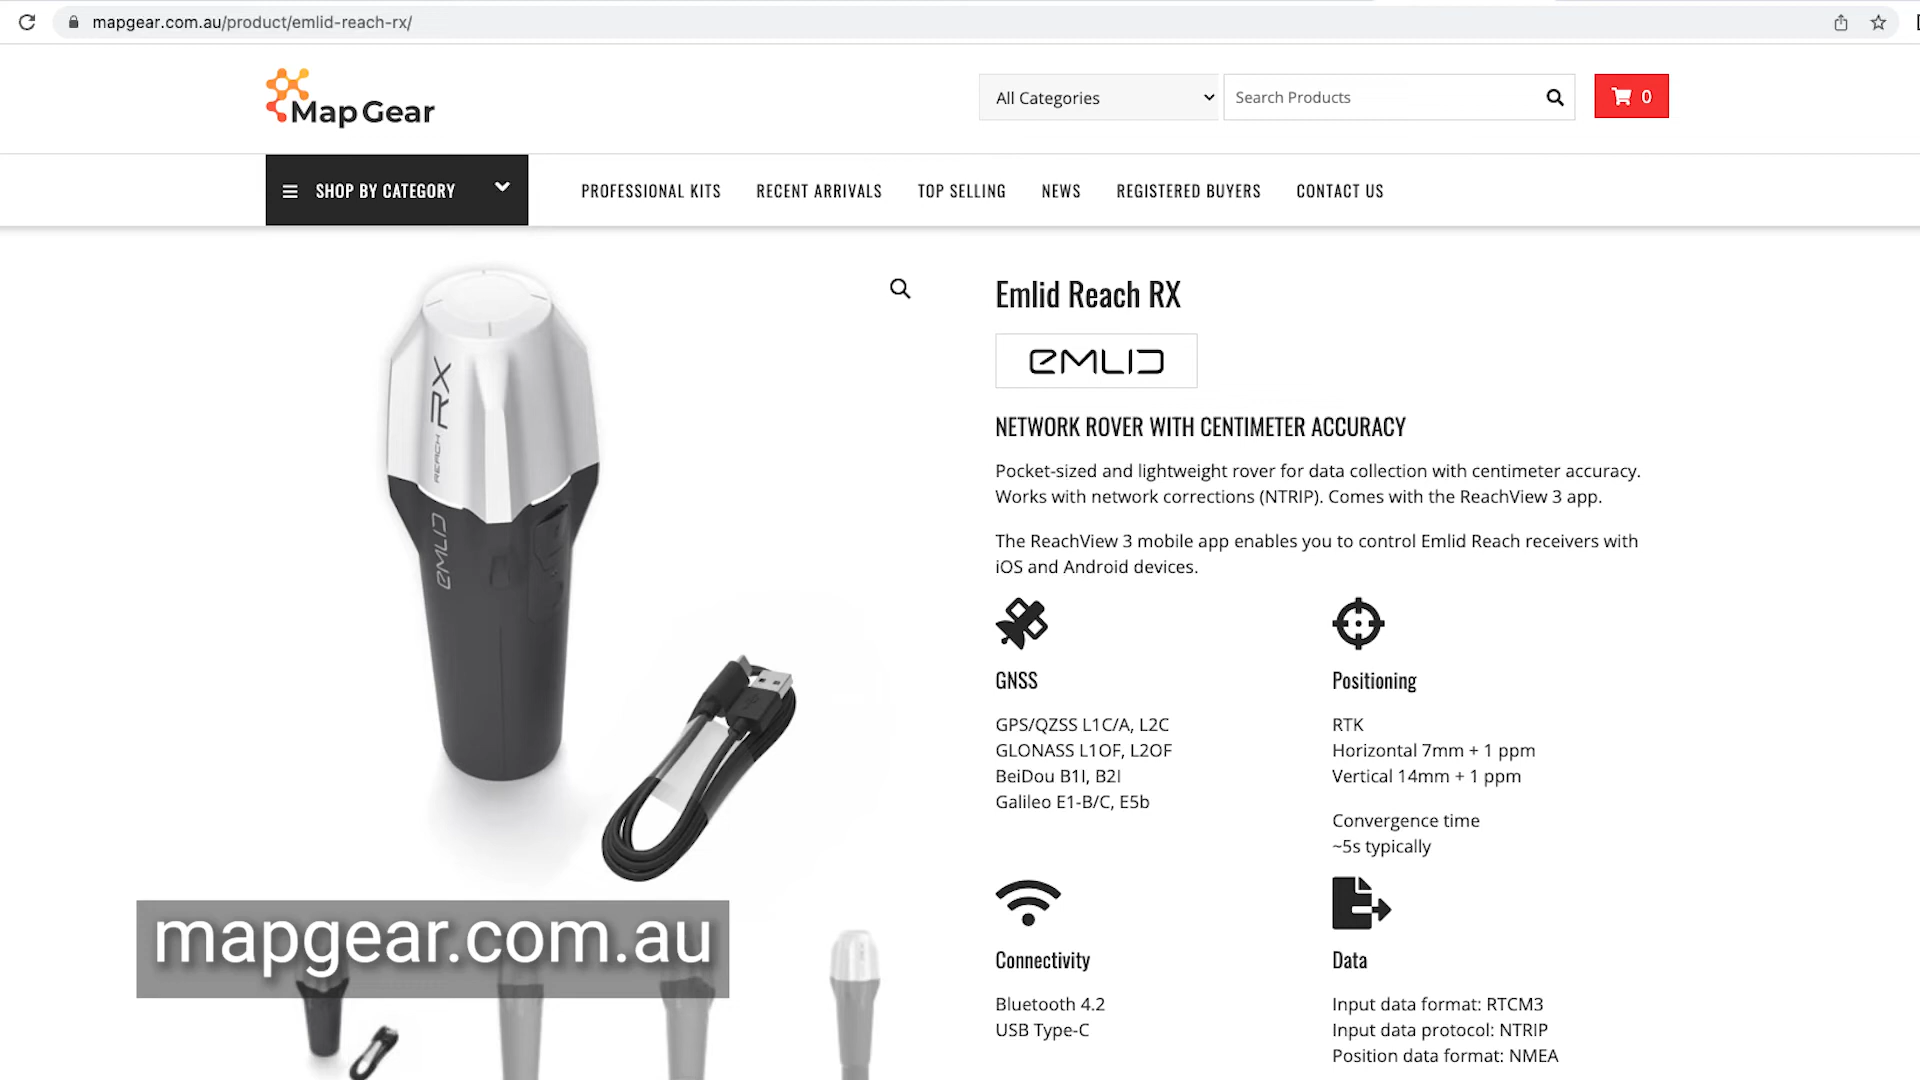 mapgear.com.au/product/emlid-reach-rx/
Map Gear
All Categories
Search Products
0
SHOP BY CATEGORY
PROFESSIONAL KITS
RECENT ARRIVALS
TOP SELLING
NEWS
REGISTERED BUYERS
CONTACT US
REACH RX
EMLID
Emlid Reach RX
EMLID
NETWORK ROVER WITH CENTIMETER ACCURACY
Pocket-sized and lightweight rover for data collection with centimeter accuracy.
Works with network corrections (NTRIP). Comes with the ReachView 3 app.
The ReachView 3 mobile app enables you to control Emlid Reach receivers with
iOS and Android devices.
GNSS
GPS/QZSS L1C/A, L2C
GLONASS L1OF, L2OF
BeiDou B1I, B2I
Galileo E1-B/C, E5b
Positioning
RTK
Horizontal 7mm + 1 ppm
Vertical 14mm + 1 ppm
Convergence time
~5s typically
Connectivity
Bluetooth 4.2
USB Type-C
Data
Input data format: RTCM3
Input data protocol: NTRIP
Position data format: NMEA
mapgear.com.au